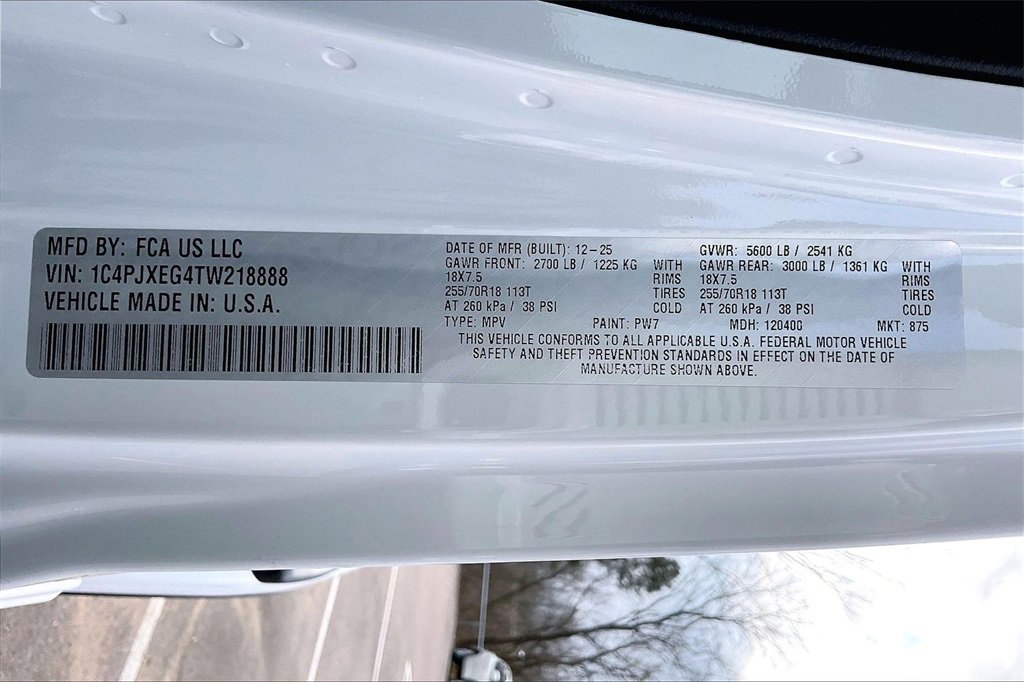 MFD BY: FCA US LLC
VIN: 1C4PJXEG4TW218888
VEHICLE MADE IN: U.S.A.
DATE OF MFR (BUILT): 12-25 GVWR: 5600 LB / 2541 KG
GAWR FRONT: 2700 LB / 1225 KG WITH GAWR REAR: 3000 LB / 1361 KG WITH
18X7.5 RIMS 18X7.5 RIMS
255/70R18 113T TIRES 255/70R18 113T TIRES
AT 260 kPa / 38 PSI COLD AT 260 kPa / 38 PSI COLD
TYPE: MPV PAINT: PW7 MDH: 120400 MKT: 875
THIS VEHICLE CONFORMS TO ALL APPLICABLE U.S.A. FEDERAL MOTOR VEHICLE
SAFETY AND THEFT PREVENTION STANDARDS IN EFFECT ON THE DATE OF
MANUFACTURE SHOWN ABOVE.